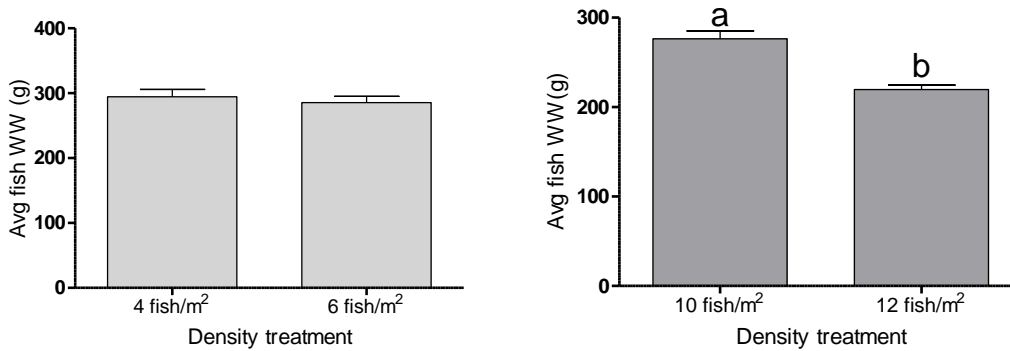 Avg fish WW (g)
400
300
200
100
0
4 fish/m²
6 fish/m²
Density treatment
Avg fish WW(g)
300
200
100
0
a
b
10 fish/m²
12 fish/m²
Density treatment